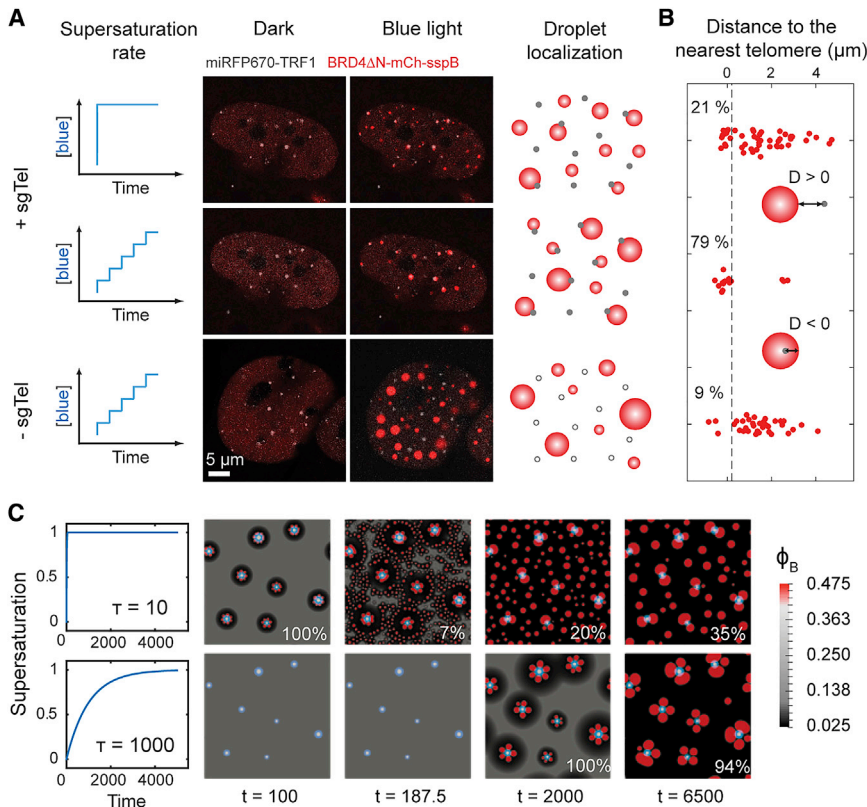 A
Supersaturation
rate
Dark
Blue light
Droplet
localization
miRFP670-TRF1
BRD4ΔN-mCh-sspB
+ sgTel
[blue]
Time
[blue]
Time
- sgTel
[blue]
Time
5 µm
B
Distance to the
nearest telomere (µm)
0 2 4
21 %
D > 0
79 %
D < 0
9 %
C
Supersaturation
1
0.5
0
0 2000 4000
τ = 10
100%
7%
20%
35%
1
0.5
0
0 2000 4000
τ = 1000
Time
100%
94%
t = 100
t = 187.5
t = 2000
t = 6500
ϕB
0.475
0.363
0.250
0.138
0.025